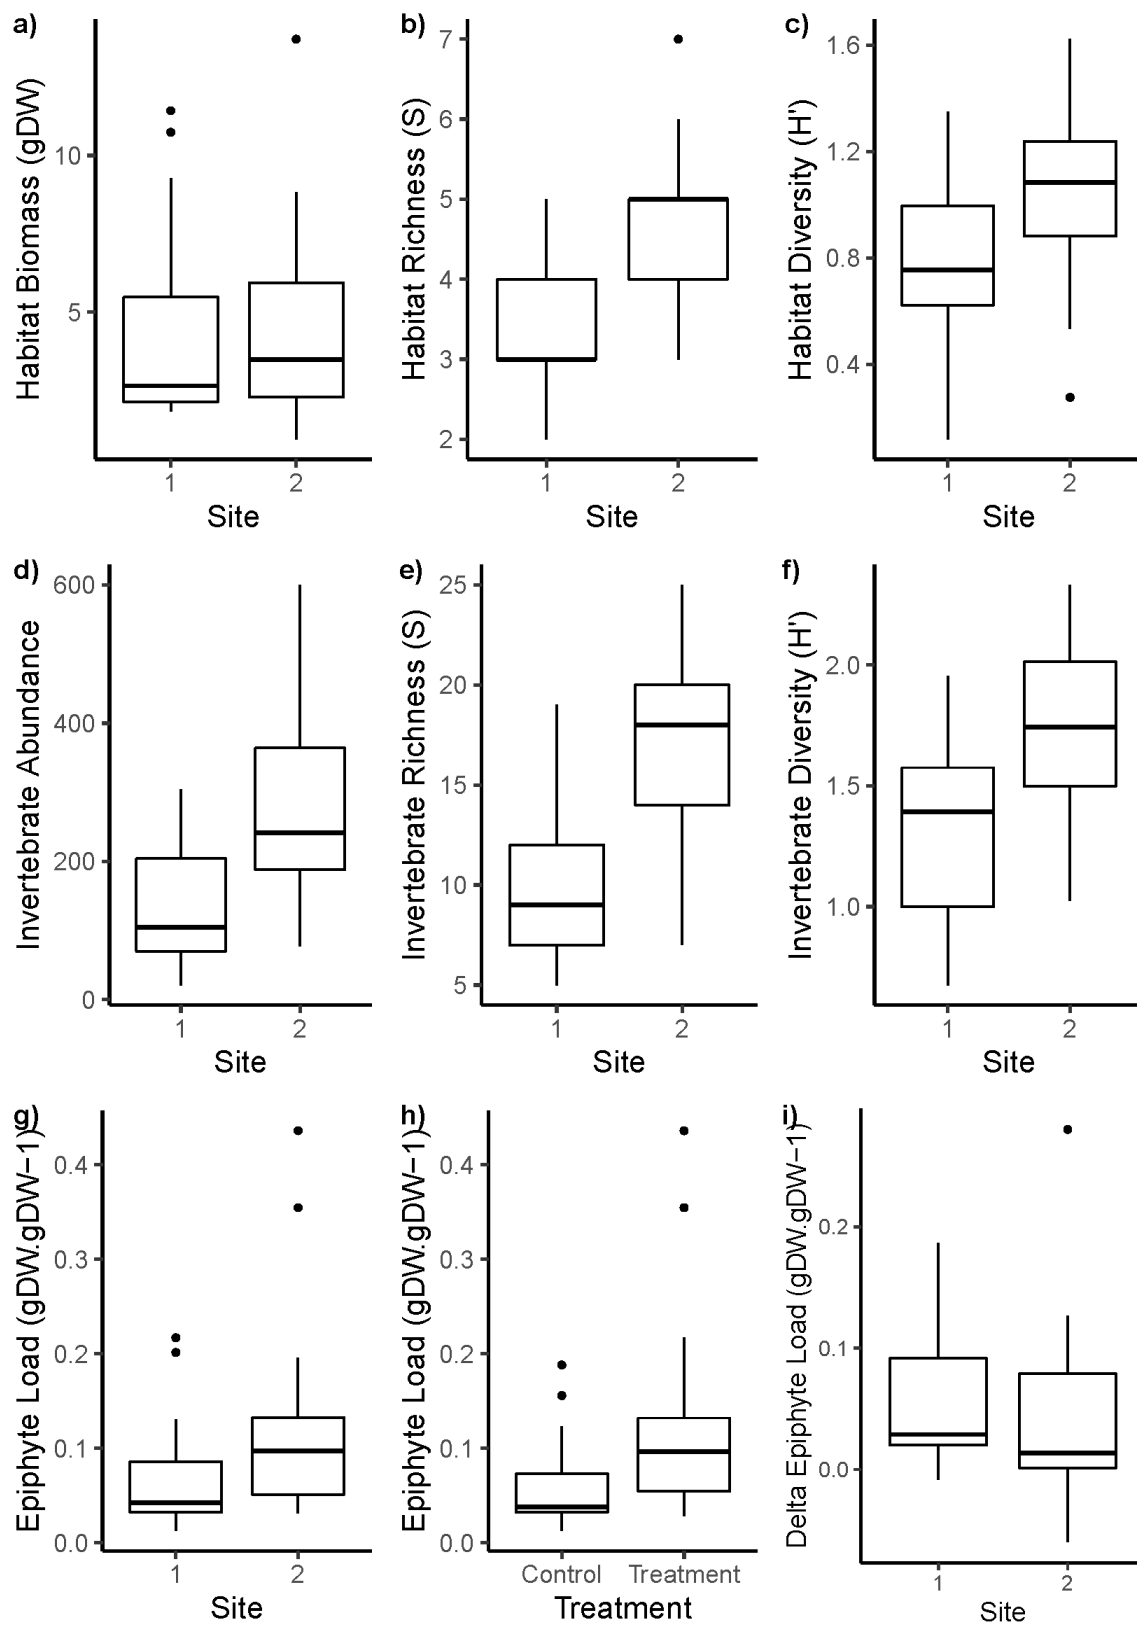 a)
Habitat Biomass (gDW)
10
5
1 2
Site
b)
Habitat Richness (S)
7
6
5
4
3
2
1 2
Site
c)
Habitat Diversity (H')
1.6
1.2
0.8
0.4
1 2
Site
d)
Invertebrate Abundance
600
400
200
0
1 2
Site
e)
Invertebrate Richness (S)
25
20
15
10
5
1 2
Site
f)
Invertebrate Diversity (H')
2.0
1.5
1.0
1 2
Site
g)
Epiphyte Load (gDW.gDW−1)
0.4
0.3
0.2
0.1
0.0
1 2
Site
h)
Epiphyte Load (gDW.gDW−1)
0.4
0.3
0.2
0.1
0.0
Control Treatment
Treatment
i)
Delta Epiphyte Load (gDW.gDW−1)
0.2
0.1
0.0
1 2
Site